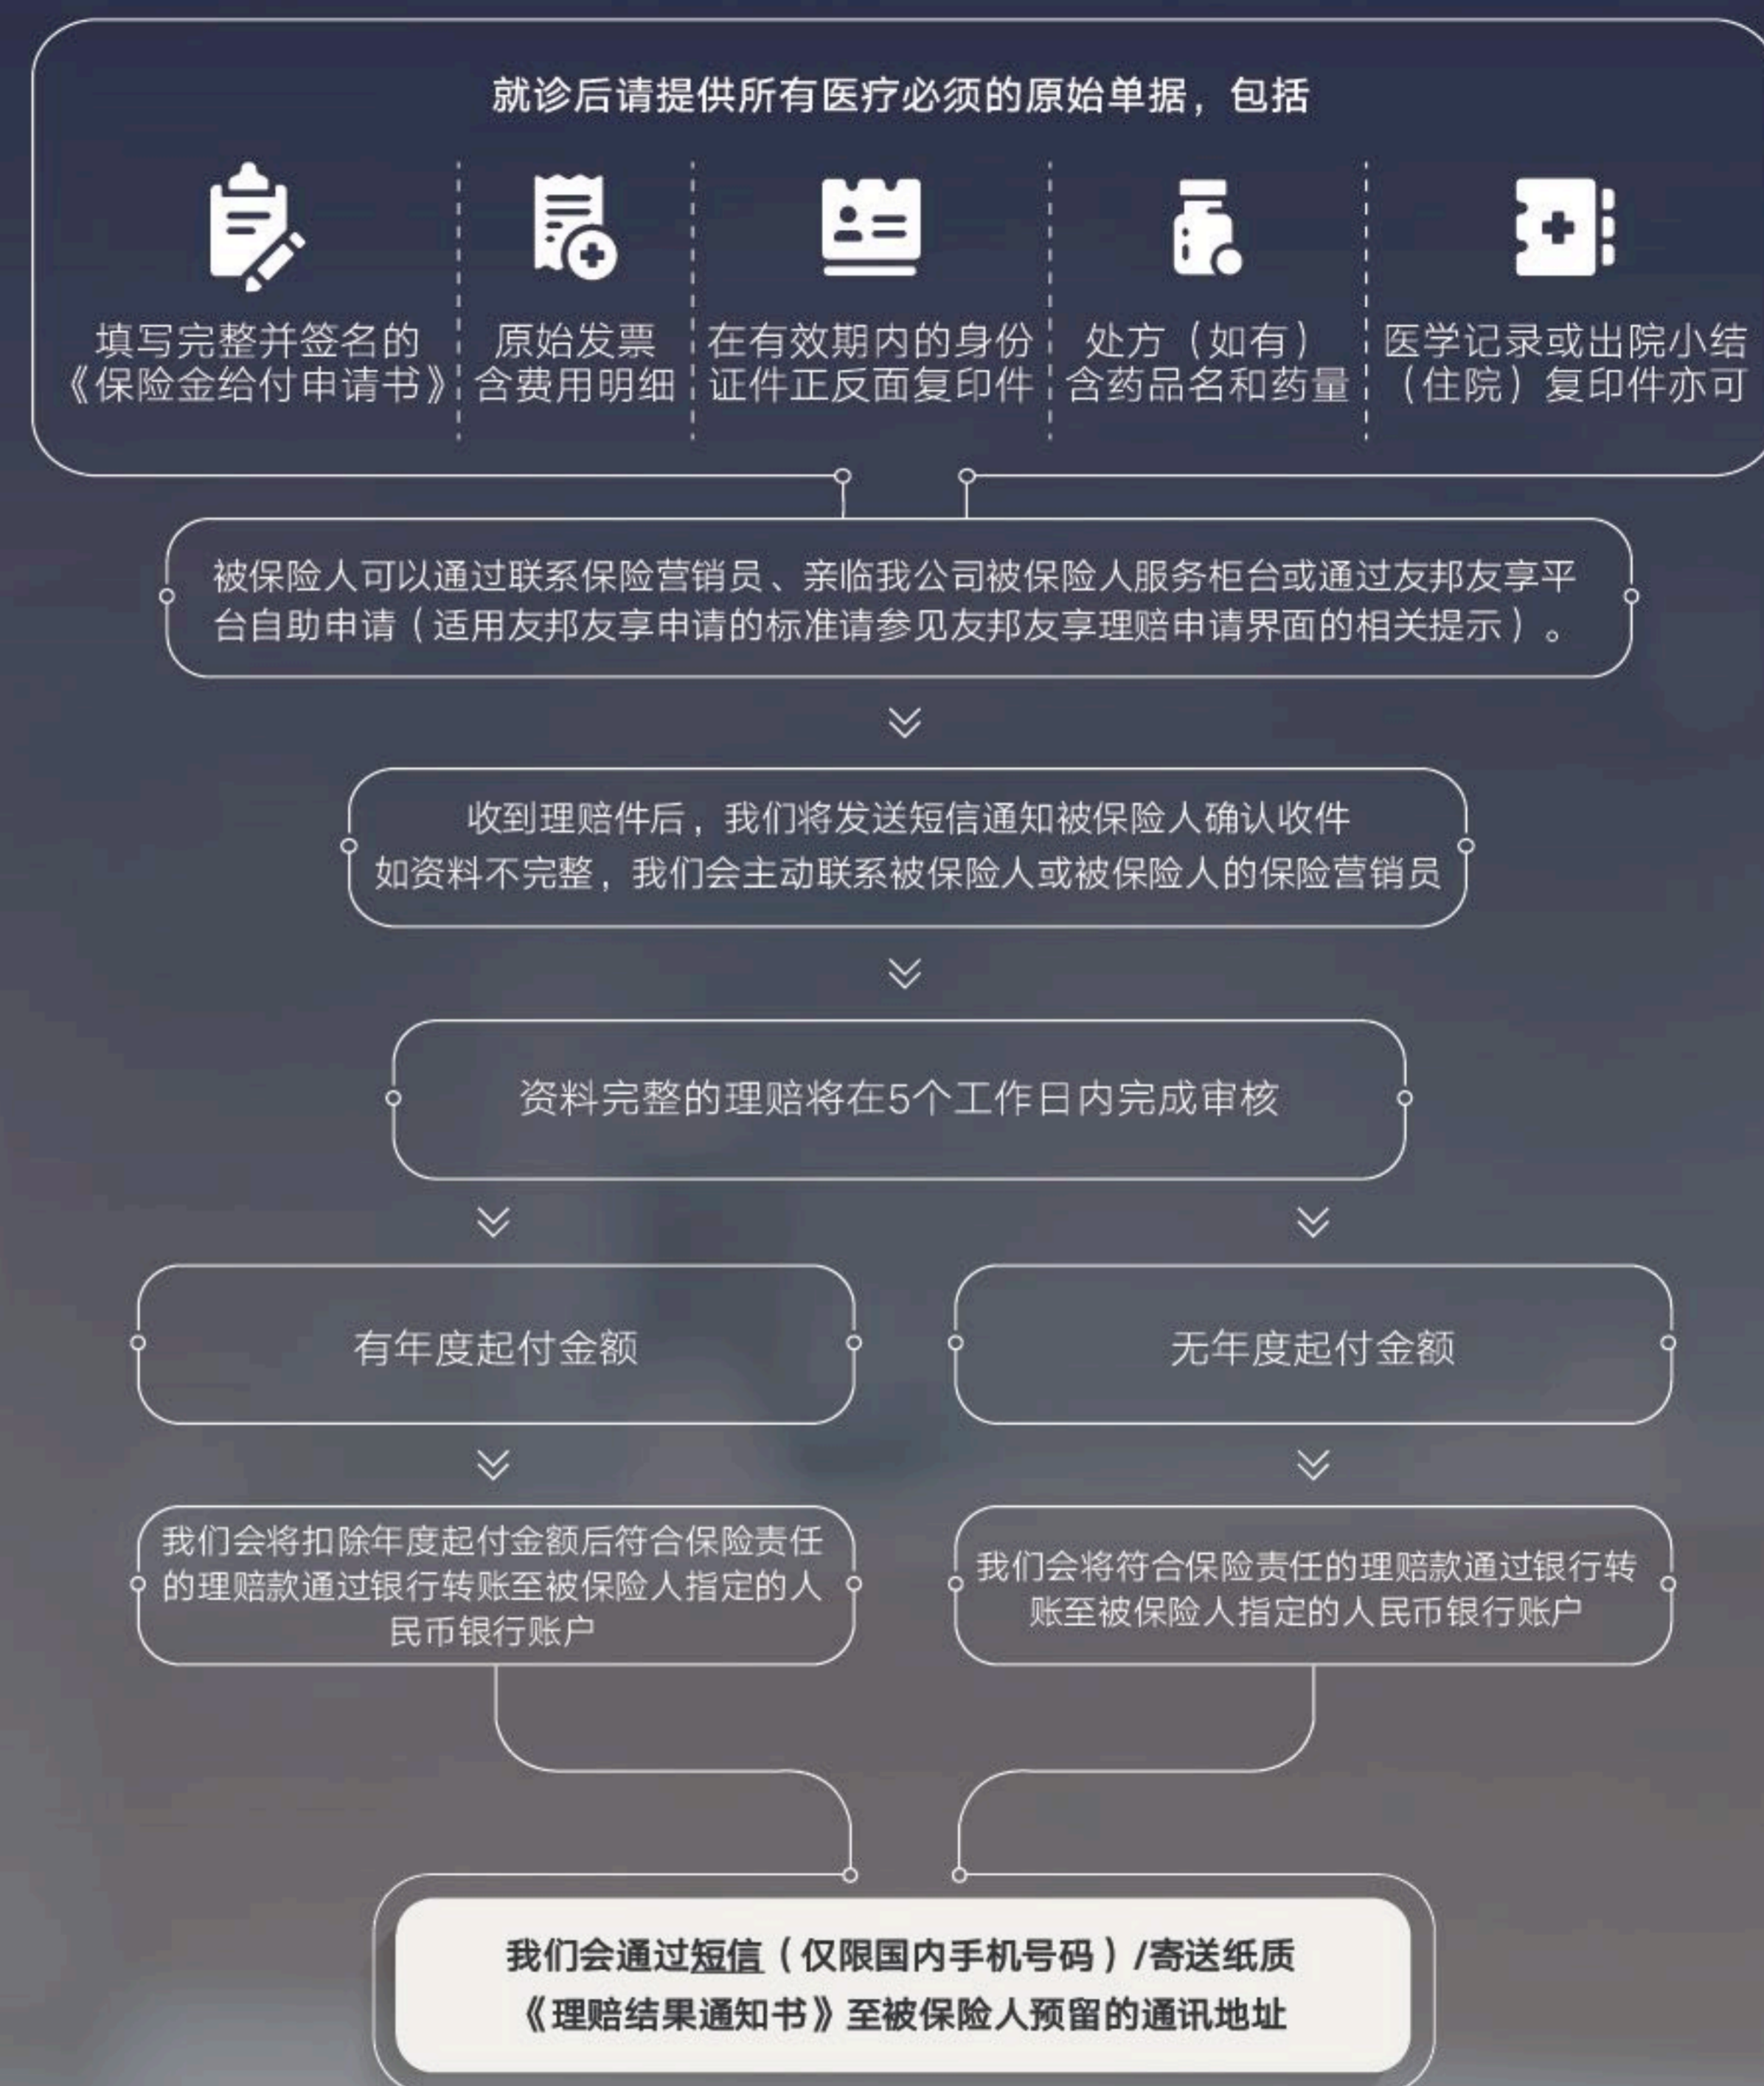 就诊后请提供所有医疗必须的原始单据，包括
填写完整并签名的
《保险金给付申请书》
原始发票
含费用明细
在有效期内的身份
证件正反面复印件
处方（如有）
含药品名和药量
医学记录或出院小结
（住院）复印件亦可
被保险人可以通过联系保险营销员、亲临我公司被保险人服务柜台或通过友邦友享平
台自助申请（适用友邦友享申请的标准请参见友邦友享理赔申请界面的相关提示）。
收到理赔件后，我们将发送短信通知被保险人确认收件
如资料不完整，我们会主动联系被保险人或被保险人的保险营销员
资料完整的理赔将在5个工作日内完成审核
有年度起付金额
无年度起付金额
我们会将扣除年度起付金额后符合保险责任
的理赔款通过银行转账至被保险人指定的人
民币银行账户
我们会将符合保险责任的理赔款通过银行转
账至被保险人指定的人民币银行账户
我们会通过短信（仅限国内手机号码）/寄送纸质
《理赔结果通知书》至被保险人预留的通讯地址